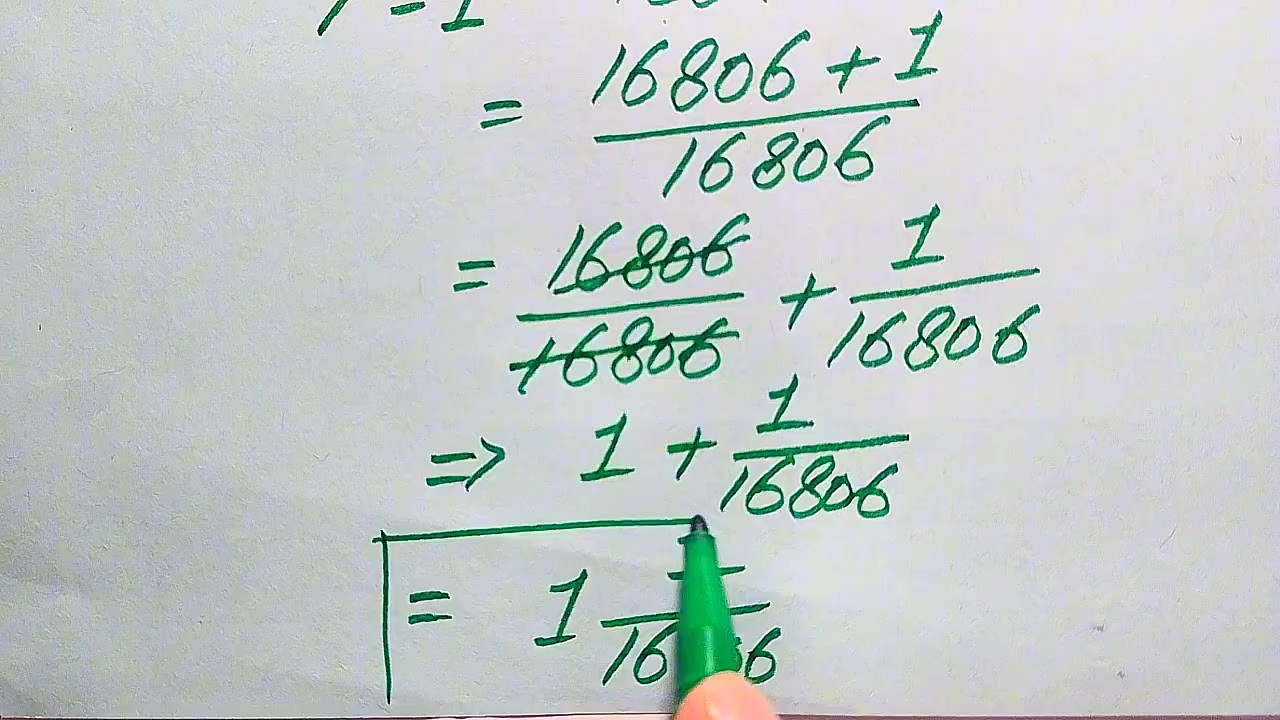 = 16806 + 1 / 16806
= 16806 / 16806 + 1 / 16806
⇒ 1 + 1 / 16806
= 1